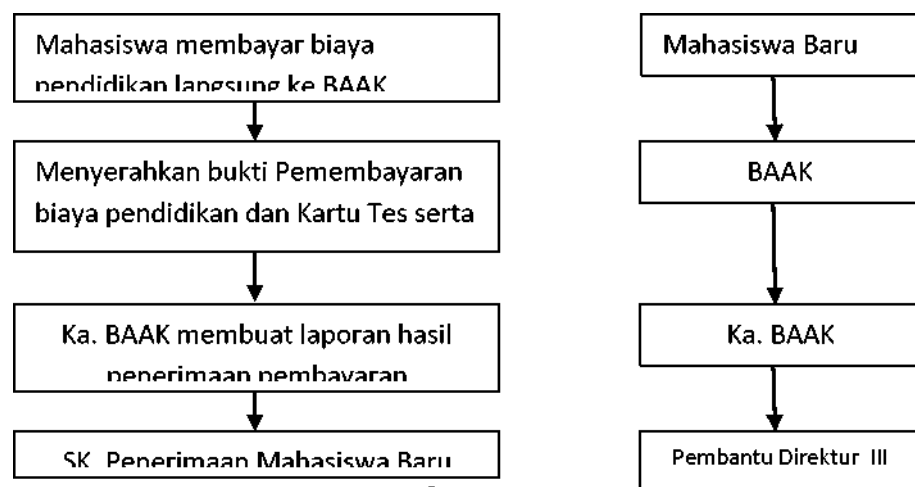 Mahasiswa membayar biaya
pendidikan langsung ke BAAK
Menyerahkan bukti Pemembayaran
biaya pendidikan dan Kartu Tes serta
Ka. BAAK membuat laporan hasil
penerimaan pembayaran
SK. Penerimaan Mahasiswa Baru
Mahasiswa Baru
BAAK
Ka. BAAK
Pembantu Direktur III